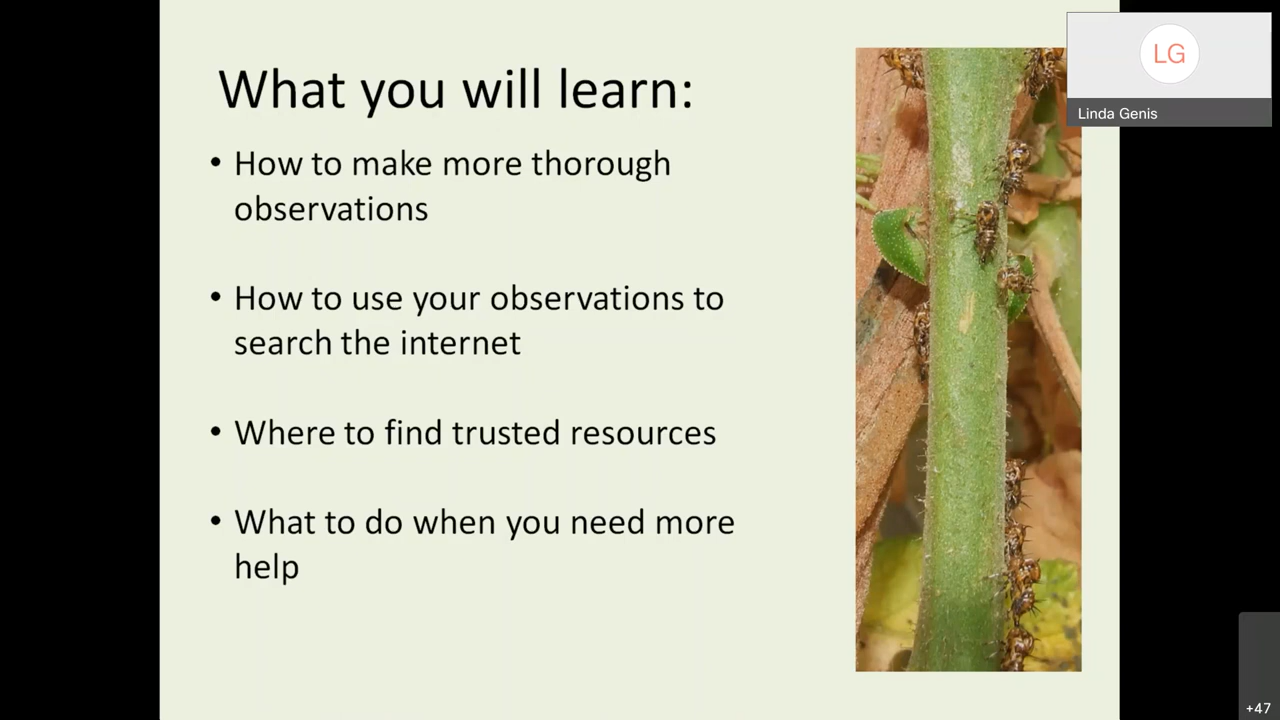 What you will learn:
• How to make more thorough
observations
• How to use your observations to
search the internet
• Where to find trusted resources
• What to do when you need more
help
LG
Linda Genis
+47